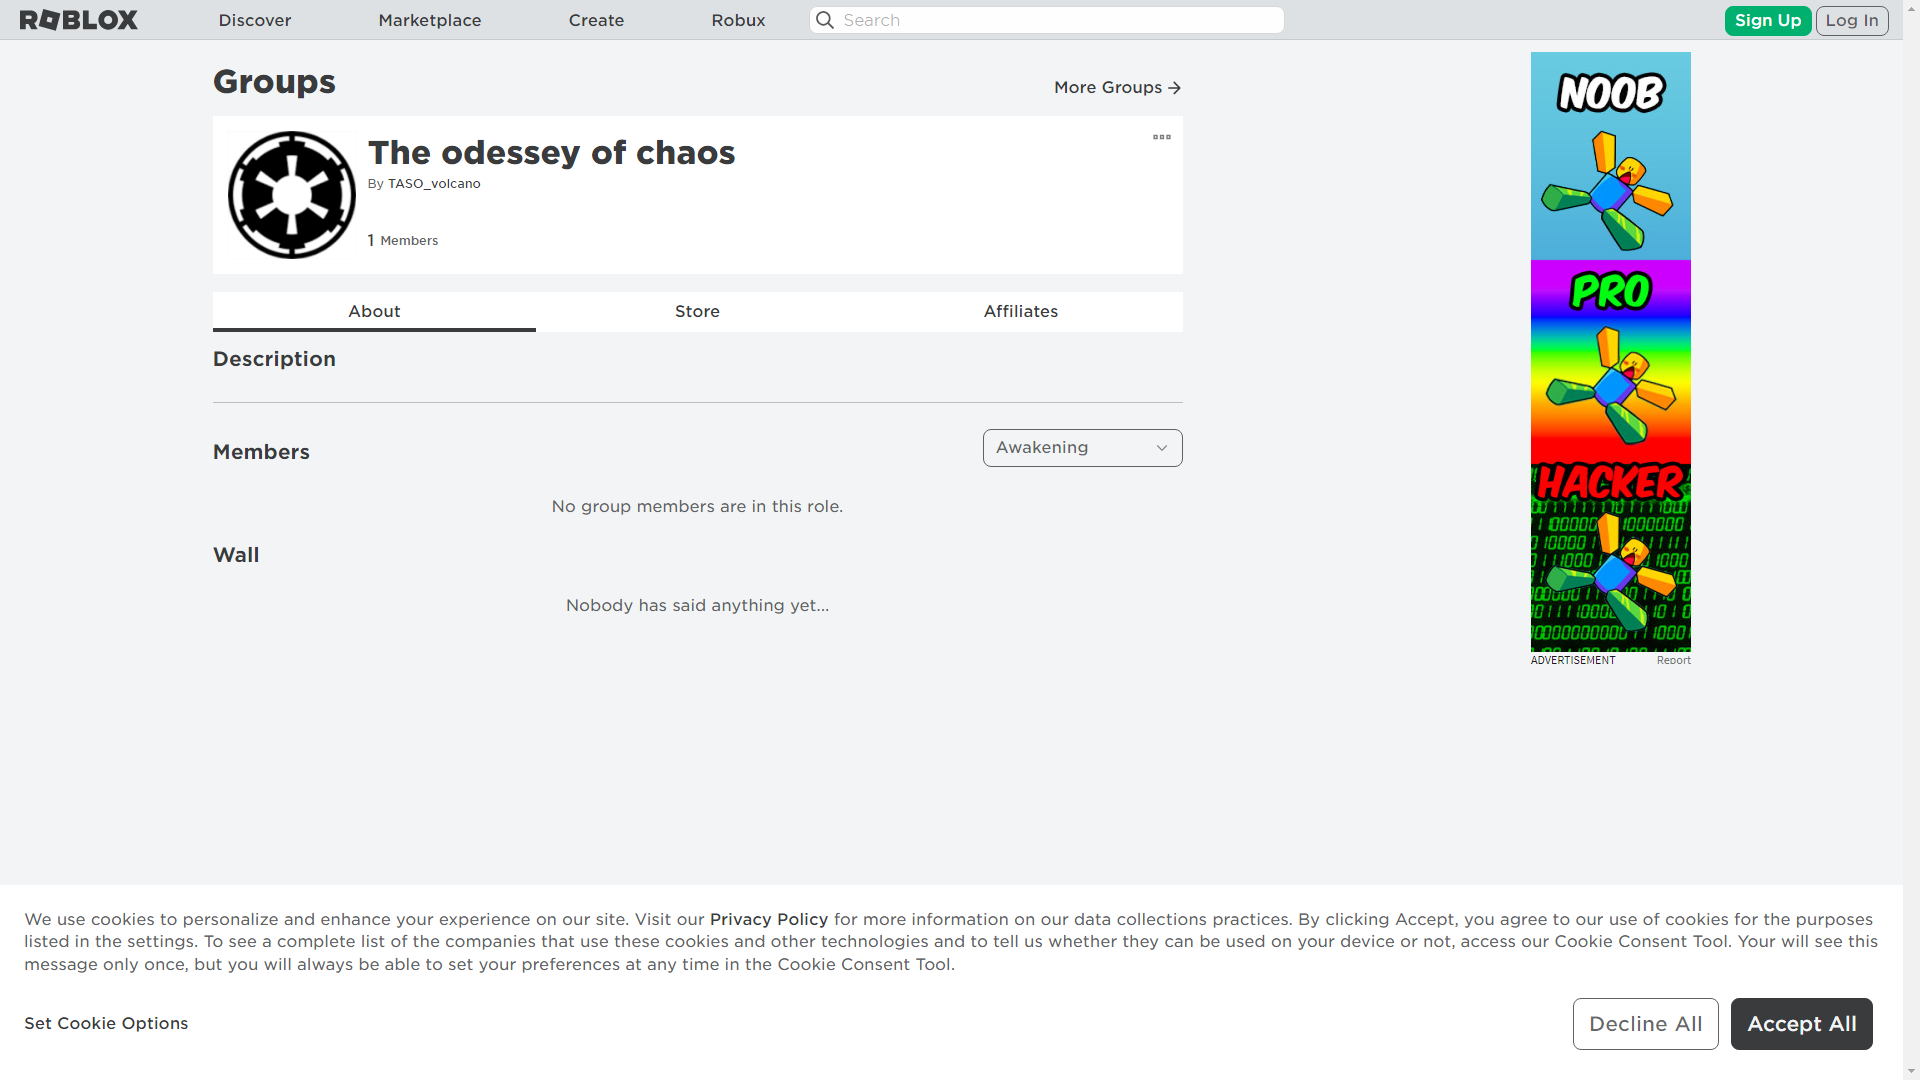 ROBLOX
Discover
Marketplace
Create
Robux
Search
Sign Up
Log In
Groups
More Groups
The odessey of chaos
By TASO_volcano
1 Members
About
Store
Affiliates
Description
Members
Awakening
No group members are in this role.
Wall
Nobody has said anything yet...
NOOB
PRO
HACKER
ADVERTISEMENT
Report
We use cookies to personalize and enhance your experience on our site. Visit our Privacy Policy for more information on our data collections practices. By clicking Accept, you agree to our use of cookies for the purposes
listed in the settings. To see a complete list of the companies that use these cookies and other technologies and to tell us whether they can be used on your device or not, access our Cookie Consent Tool. Your will see this
message only once, but you will always be able to set your preferences at any time in the Cookie Consent Tool.
Set Cookie Options
Decline All
Accept All